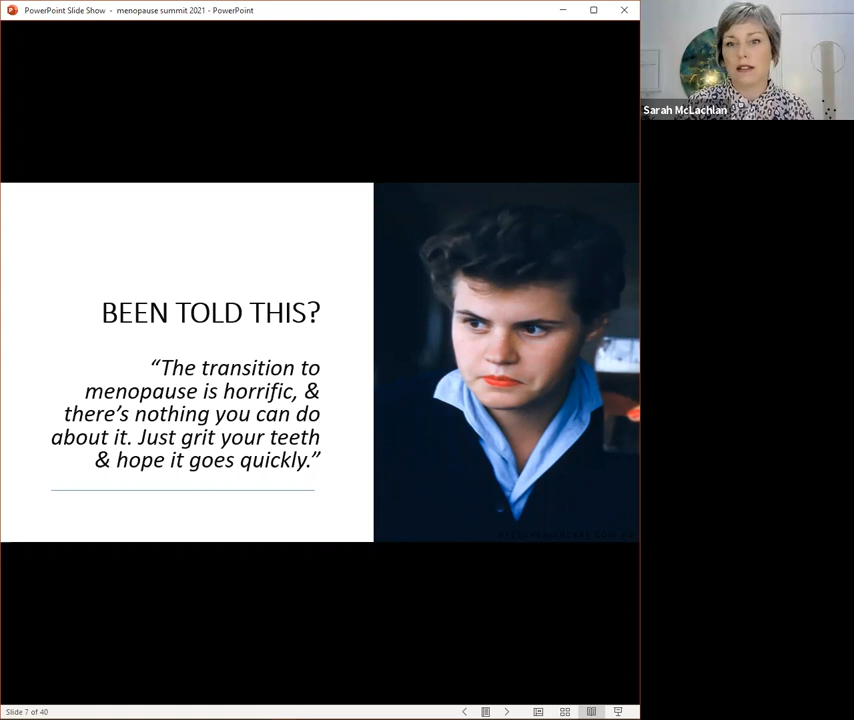 PowerPoint Slide Show - menopause summit 2021 - PowerPoint
Sarah McLachlan
BEEN TOLD THIS?
“The transition to
menopause is horrific, &
there’s nothing you can do
about it. Just grit your teeth
& hope it goes quickly.”
Slide 7 of 40